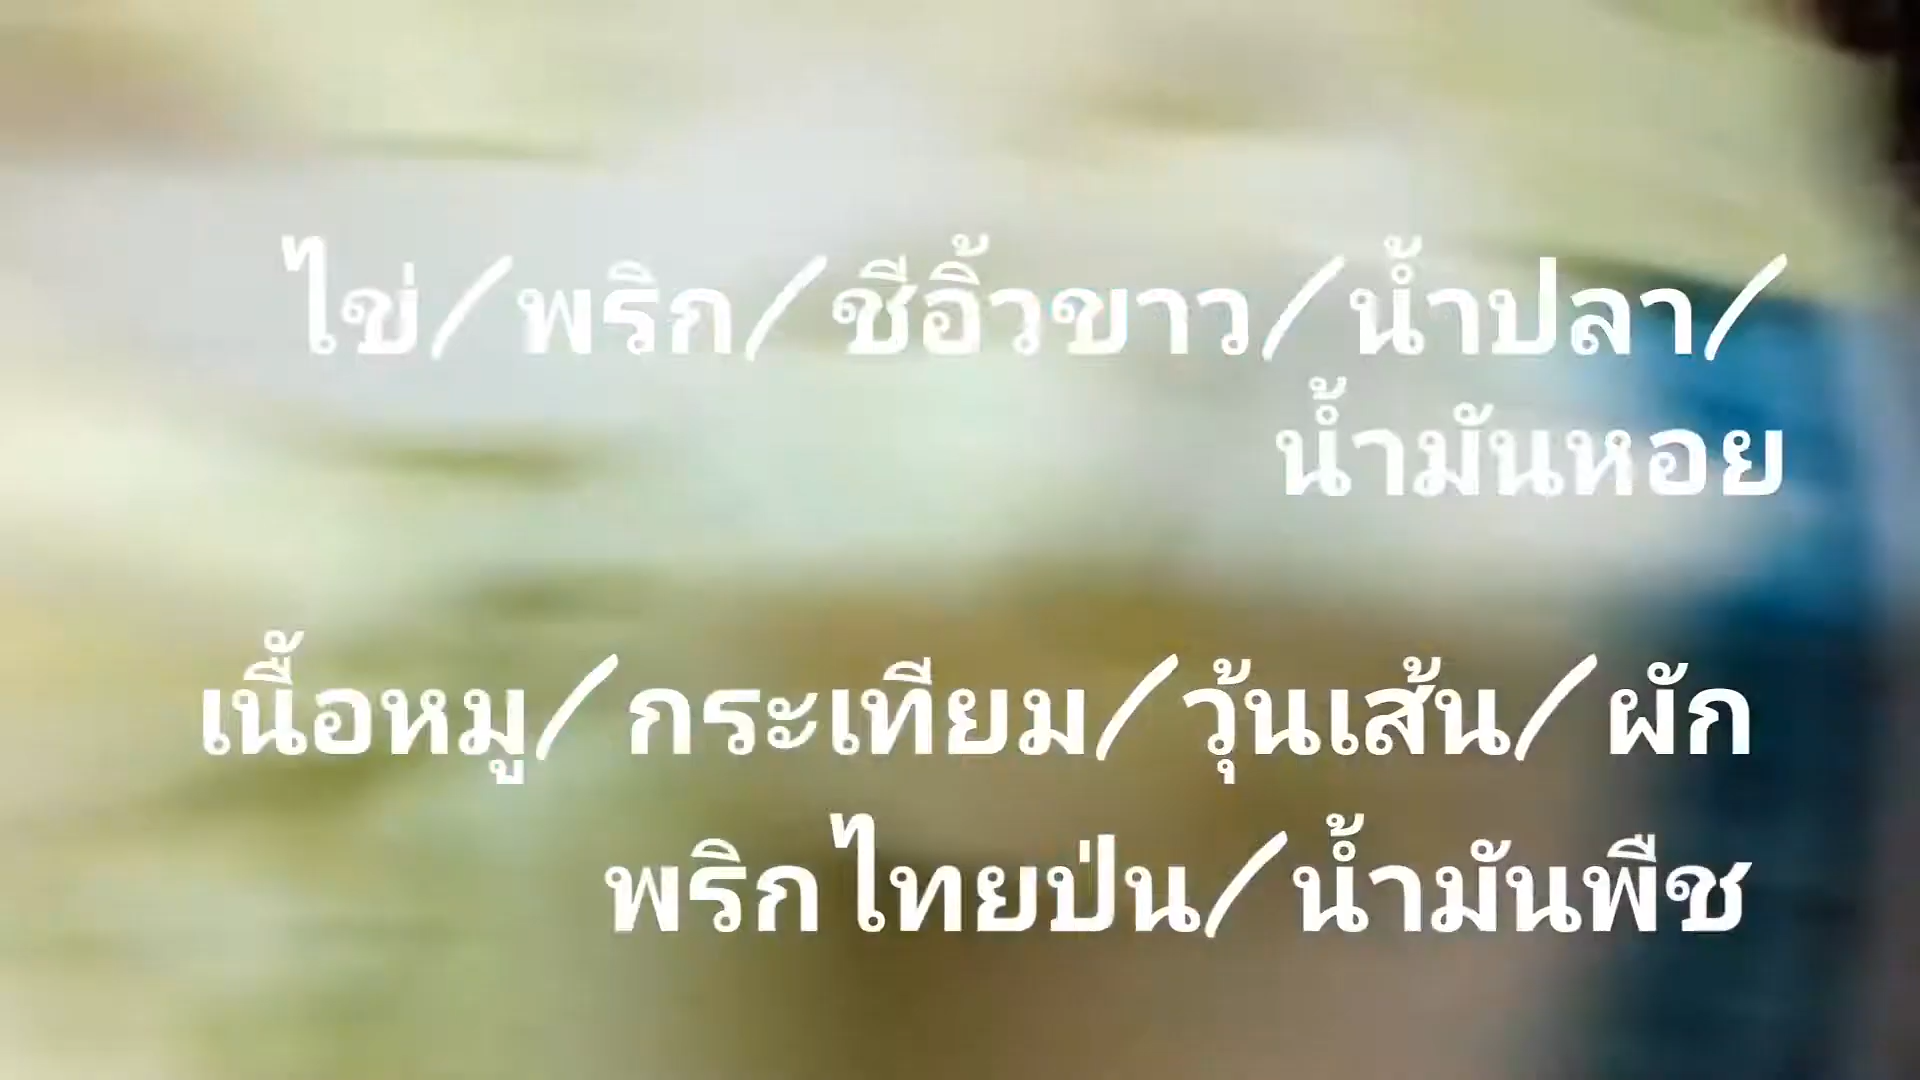 ไข่/พริก/ซีอิ้วขาว/น้ำปลา/
น้ำมันหอย
เนื้อหมู/กระเทียม/วุ้นเส้น/ผัก
พริกไทยป่น/น้ำมันพืช